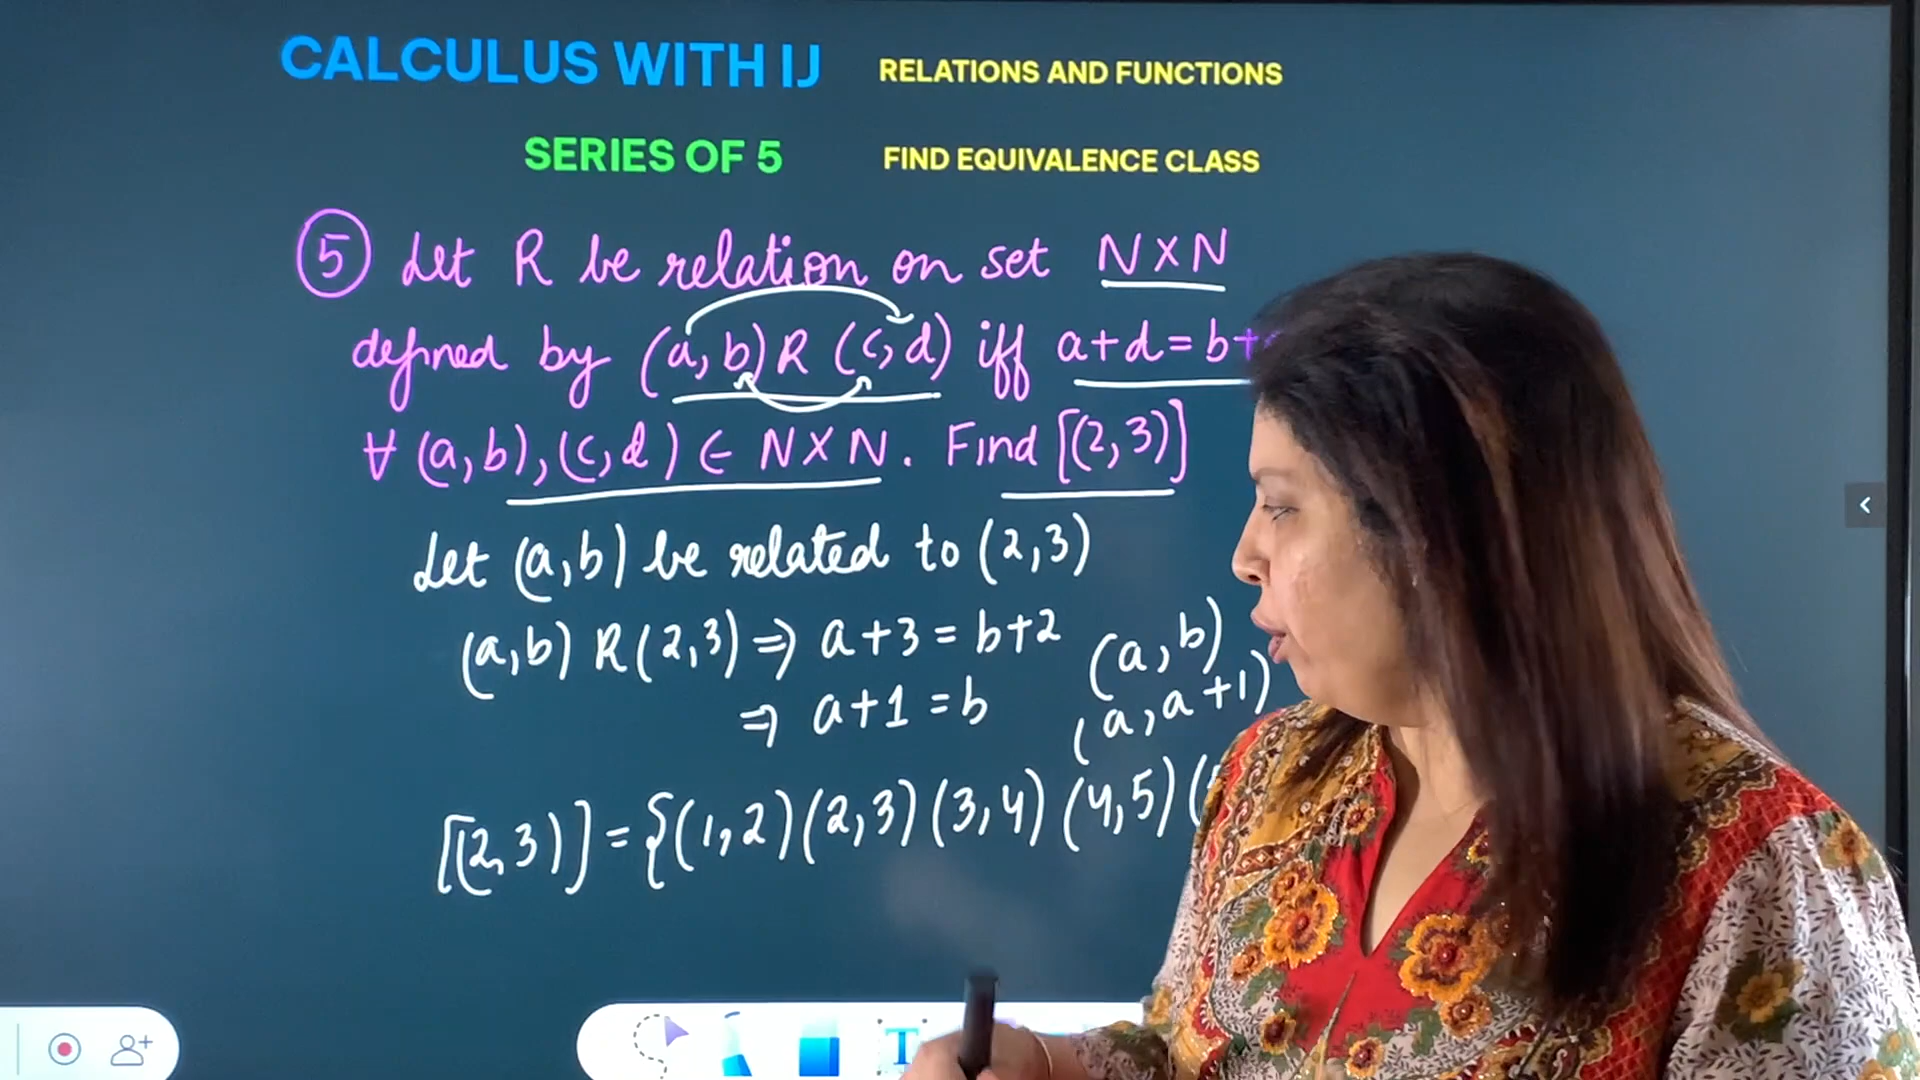 CALCULUS WITH IJ RELATIONS AND FUNCTIONS
SERIES OF 5 FIND EQUIVALENCE CLASS
5 Let R be relation on set N X N
defined by (a, b) R (c, d) iff a+d = b+
∀ (a, b), (c, d) ∈ N X N. Find [(2, 3)]
Let (a, b) be related to (2, 3)
(a, b) R (2, 3) ⇒ a+3 = b+2 (a, b)
⇒ a+1 = b (a, a+1)
[(2, 3)] = {(1, 2) (2, 3) (3, 4) (4, 5) (
T